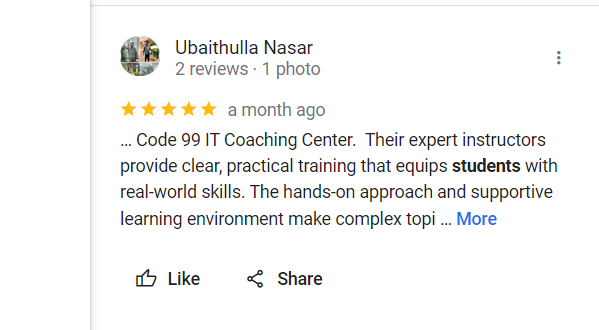 Ubaithulla Nasar
2 reviews · 1 photo
a month ago
... Code 99 IT Coaching Center.  Their expert instructors
provide clear, practical training that equips students with
real-world skills. The hands-on approach and supportive
learning environment make complex topi ... More
Like
Share